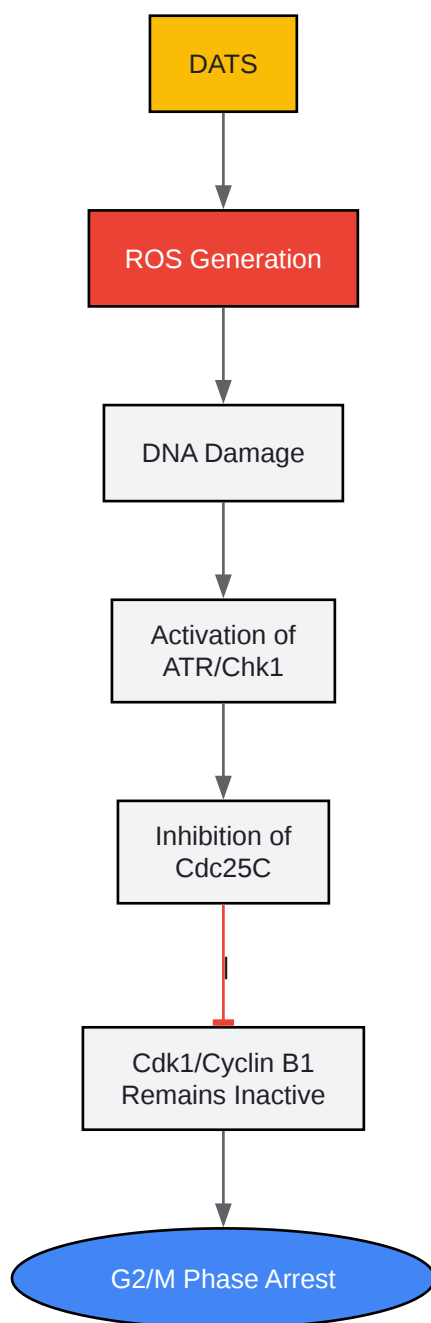 DATS
ROS Generation
DNA Damage
Activation of
ATR/Chk1
Inhibition of
Cdc25C
|
Cdk1/Cyclin B1
Remains Inactive
G2/M Phase Arrest